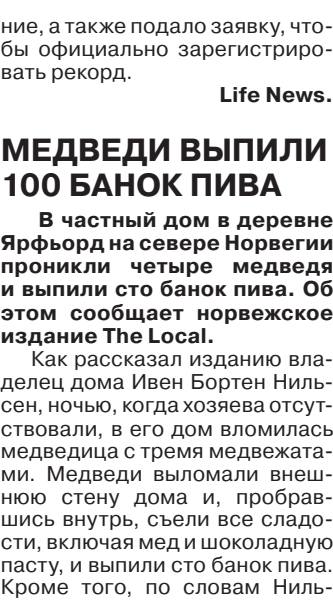 ние, а также подало заявку, что-
бы официально зарегистриро-
вать рекорд.
Life News.
МЕДВЕДИ ВЫПИЛИ
100 БАНОК ПИВА
В частный дом в деревне
Ярфьорд на севере Норвегии
проникли четыре медведя
и выпили сто банок пива. Об
этом сообщает норвежское
издание The Local.
Как рассказал изданию вла-
делец дома Ивен Бортен Ниль-
сен, ночью, когда хозяева отсут-
ствовали, в его дом вломилась
медведица с тремя медвежата-
ми. Медведи выломали внеш-
нюю стену дома и, пробрав-
шись внутрь, съели все сладо-
сти, включая мед и шоколадную
пасту, и выпили сто банок пива.
Кроме того, по словам Ниль-